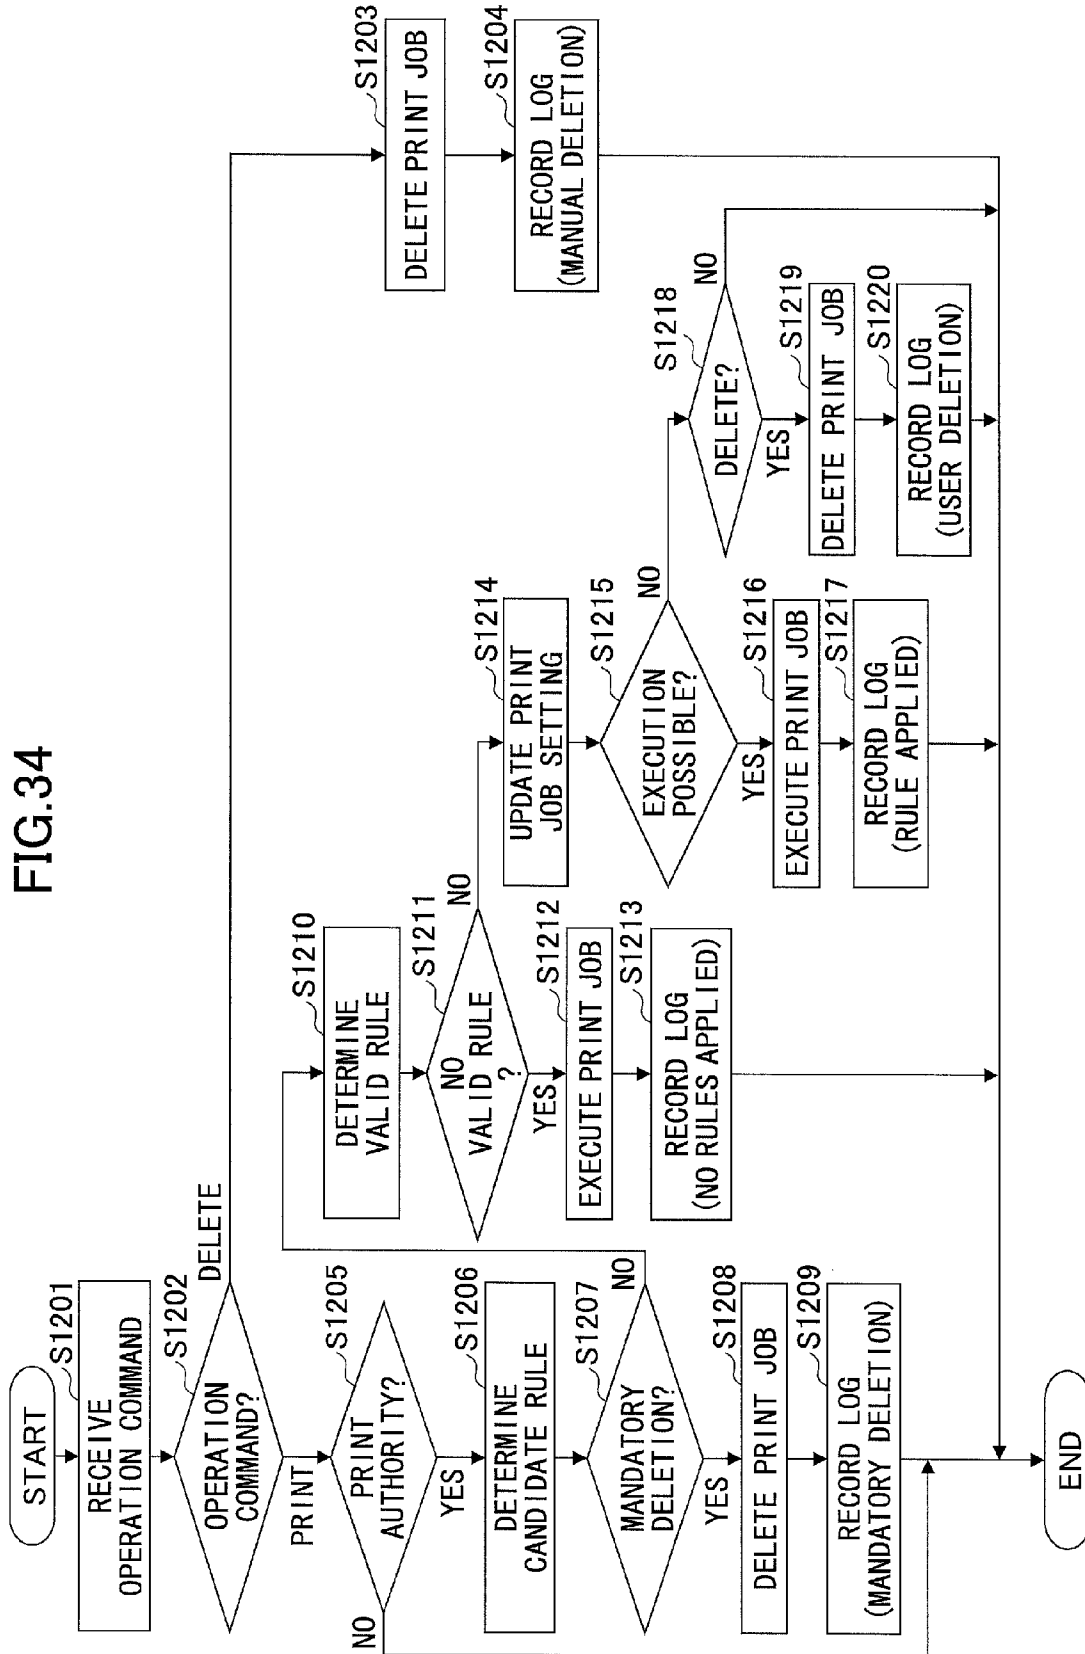 FIG.34
START
S1201
RECEIVE
OPERATION COMMAND
S1202
OPERATION
COMMAND?
DELETE
PRINT
S1203
DELETE PRINT JOB
S1204
RECORD LOG
(MANUAL DELETION)
S1205
PRINT
AUTHORITY?
NO
YES
S1206
DETERMINE
CANDIDATE RULE
S1207
MANDATORY
DELETION?
NO
YES
S1208
DELETE PRINT JOB
S1209
RECORD LOG
(MANDATORY DELETION)
S1210
DETERMINE
VALID RULE
S1211
NO
VALID RULE
?
NO
YES
S1212
EXECUTE PRINT JOB
S1213
RECORD LOG
(NO RULES APPLIED)
S1214
UPDATE PRINT
JOB SETTING
S1215
EXECUTION
POSSIBLE?
NO
YES
S1216
EXECUTE PRINT JOB
S1217
RECORD LOG
(RULE APPLIED)
S1218
DELETE?
NO
YES
S1219
DELETE PRINT JOB
S1220
RECORD LOG
(USER DELETION)
END